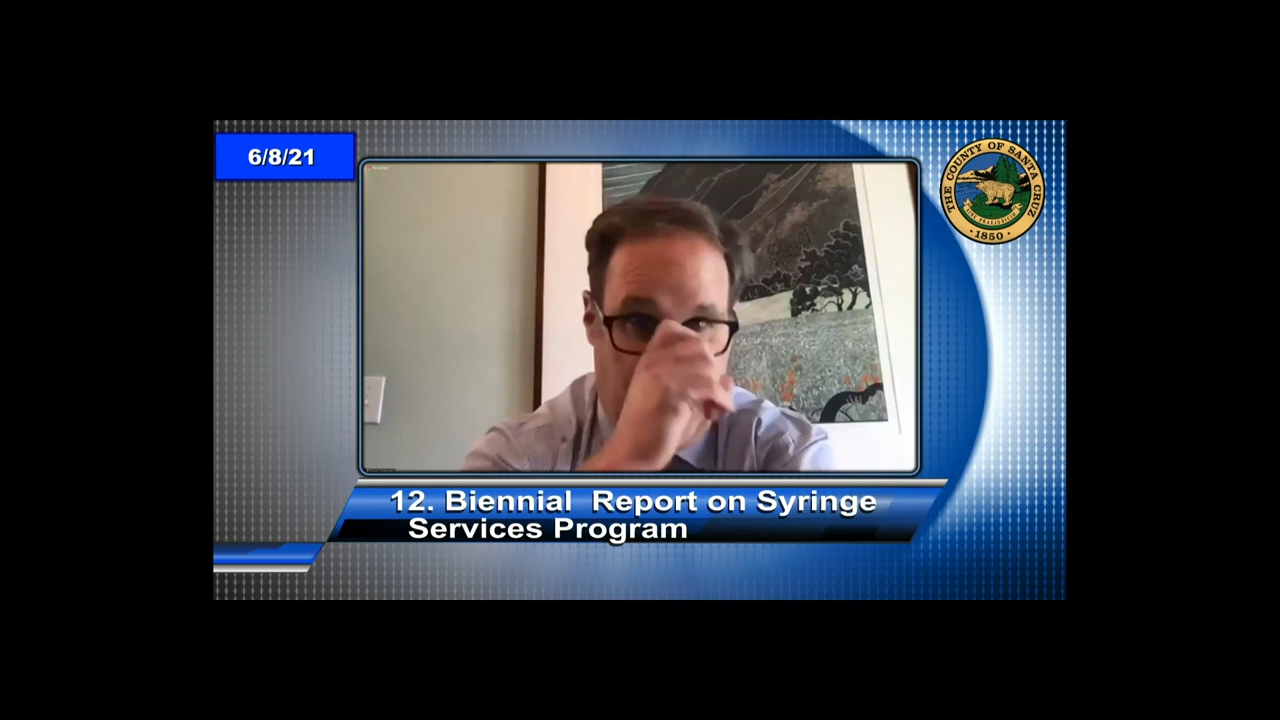 6/8/21
THE COUNTY OF SANTA CRUZ
1850
12. Biennial Report on Syringe
Services Program